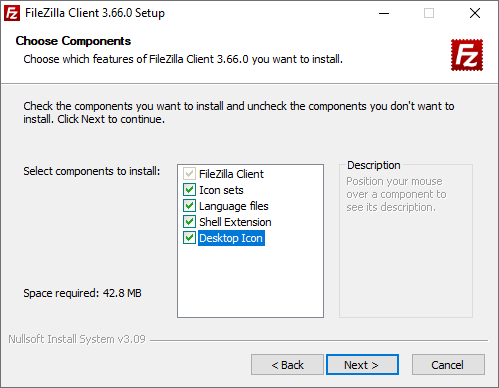 FileZilla Client 3.66.0 Setup
Choose Components
Choose which features of FileZilla Client 3.66.0 you want to install.
Fz
Check the components you want to install and uncheck the components you don't want to
install. Click Next to continue.
Select components to install:
FileZilla Client
Icon sets
Language files
Shell Extension
Desktop Icon
Description
Position your mouse
over a component to
see its description.
Space required: 42.8 MB
Nullsoft Install System v3.09
< Back
Next >
Cancel